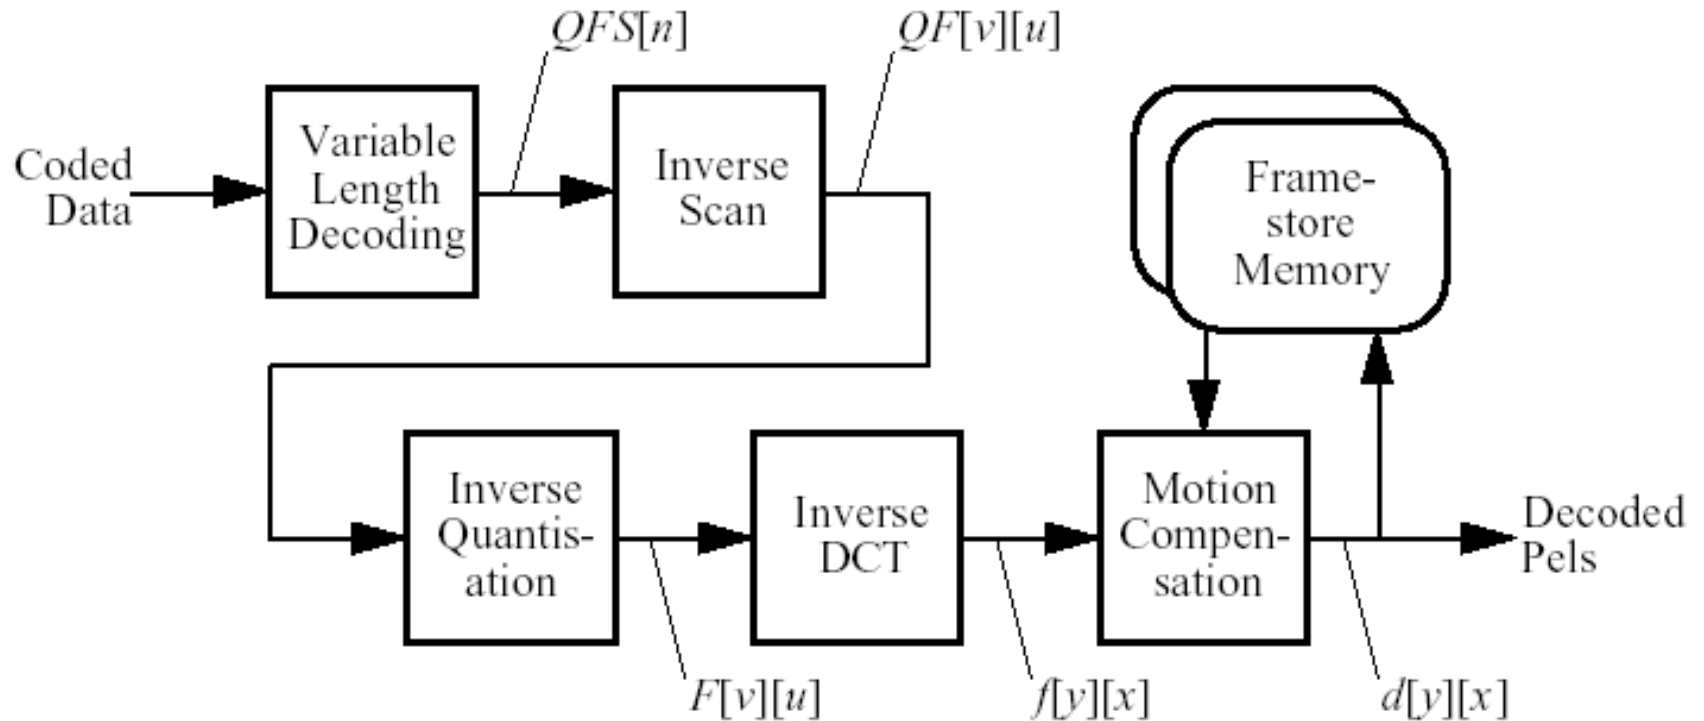 QFS[n]
QF[v][u]
Coded
Data
Variable
Length
Decoding
Inverse
Scan
Frame-
store
Memory
Inverse
Quantis-
ation
Inverse
DCT
Motion
Compen-
sation
Decoded
Pels
F[v][u]
f[y][x]
d[y][x]